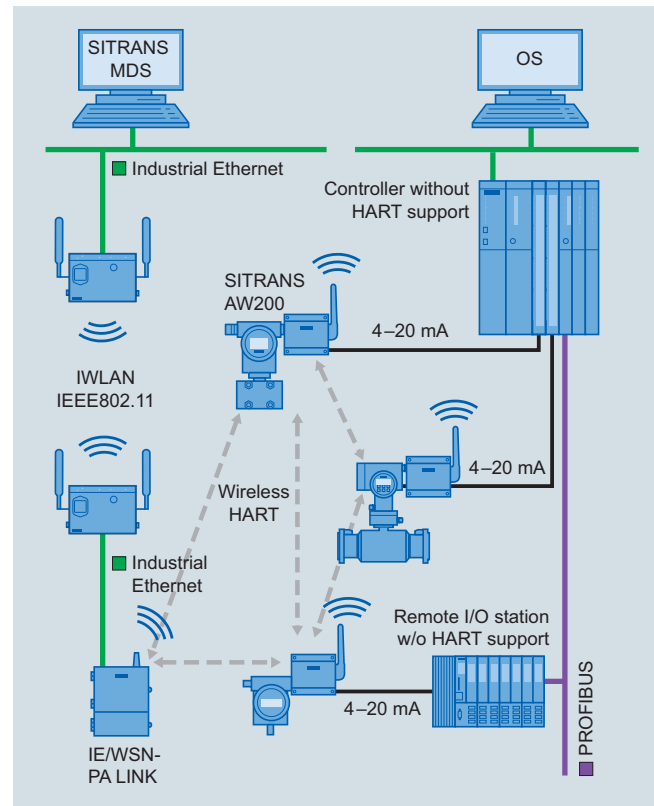 SITRANS
MDS
OS
Industrial Ethernet
Controller without
HART support
SITRANS
AW200
4–20 mA
IWLAN
IEEE802.11
4–20 mA
Wireless
HART
Industrial
Ethernet
Remote I/O station
w/o HART support
4–20 mA
PROFIBUS
IE/WSN-
PA LINK